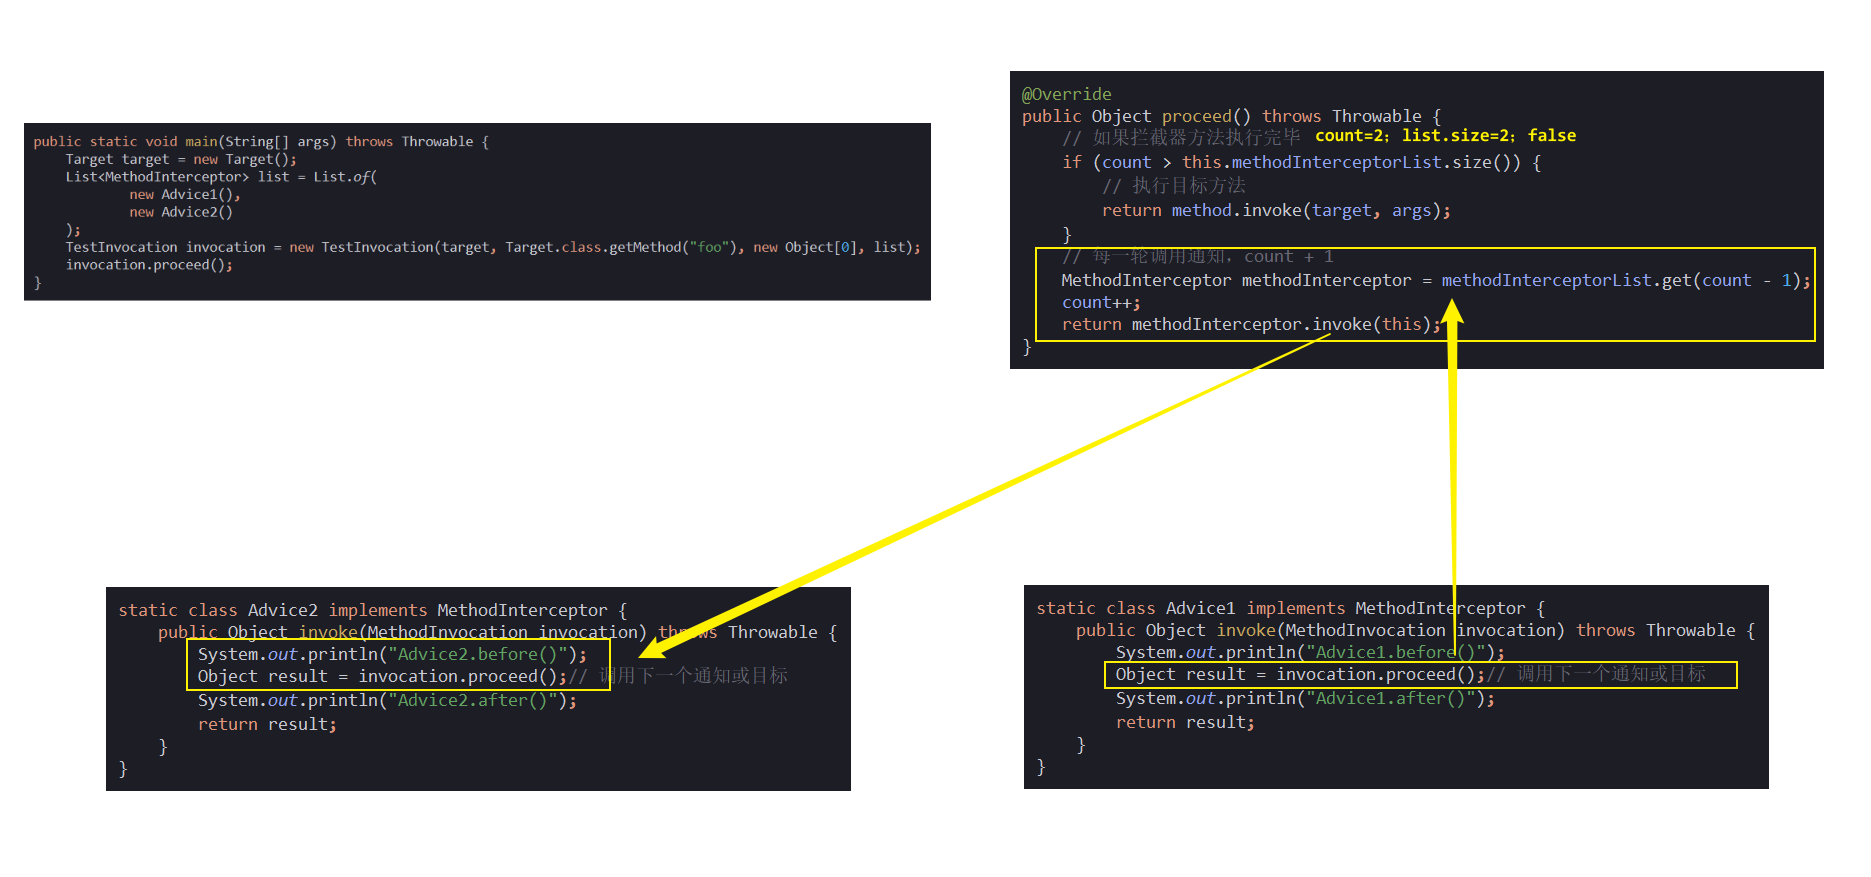 public static void main(String[] args) throws Throwable {
    Target target = new Target();
    List<MethodInterceptor> list = List.of(
            new Advice1(),
            new Advice2()
    );
    TestInvocation invocation = new TestInvocation(target, Target.class.getMethod("foo"), new Object[0], list);
    invocation.proceed();
}
@Override
public Object proceed() throws Throwable {
    // 如果拦截器方法执行完毕 count=2; list.size=2; false
    if (count > this.methodInterceptorList.size()) {
        // 执行目标方法
        return method.invoke(target, args);
    }
    // 每一轮调用通知, count + 1
    MethodInterceptor methodInterceptor = methodInterceptorList.get(count - 1);
    count++;
    return methodInterceptor.invoke(this);
}
static class Advice2 implements MethodInterceptor {
    public Object invoke(MethodInvocation invocation) throws Throwable {
        System.out.println("Advice2.before()");
        Object result = invocation.proceed();// 调用下一个通知或目标
        System.out.println("Advice2.after()");
        return result;
    }
}
static class Advice1 implements MethodInterceptor {
    public Object invoke(MethodInvocation invocation) throws Throwable {
        System.out.println("Advice1.before()");
        Object result = invocation.proceed();// 调用下一个通知或目标
        System.out.println("Advice1.after()");
        return result;
    }
}